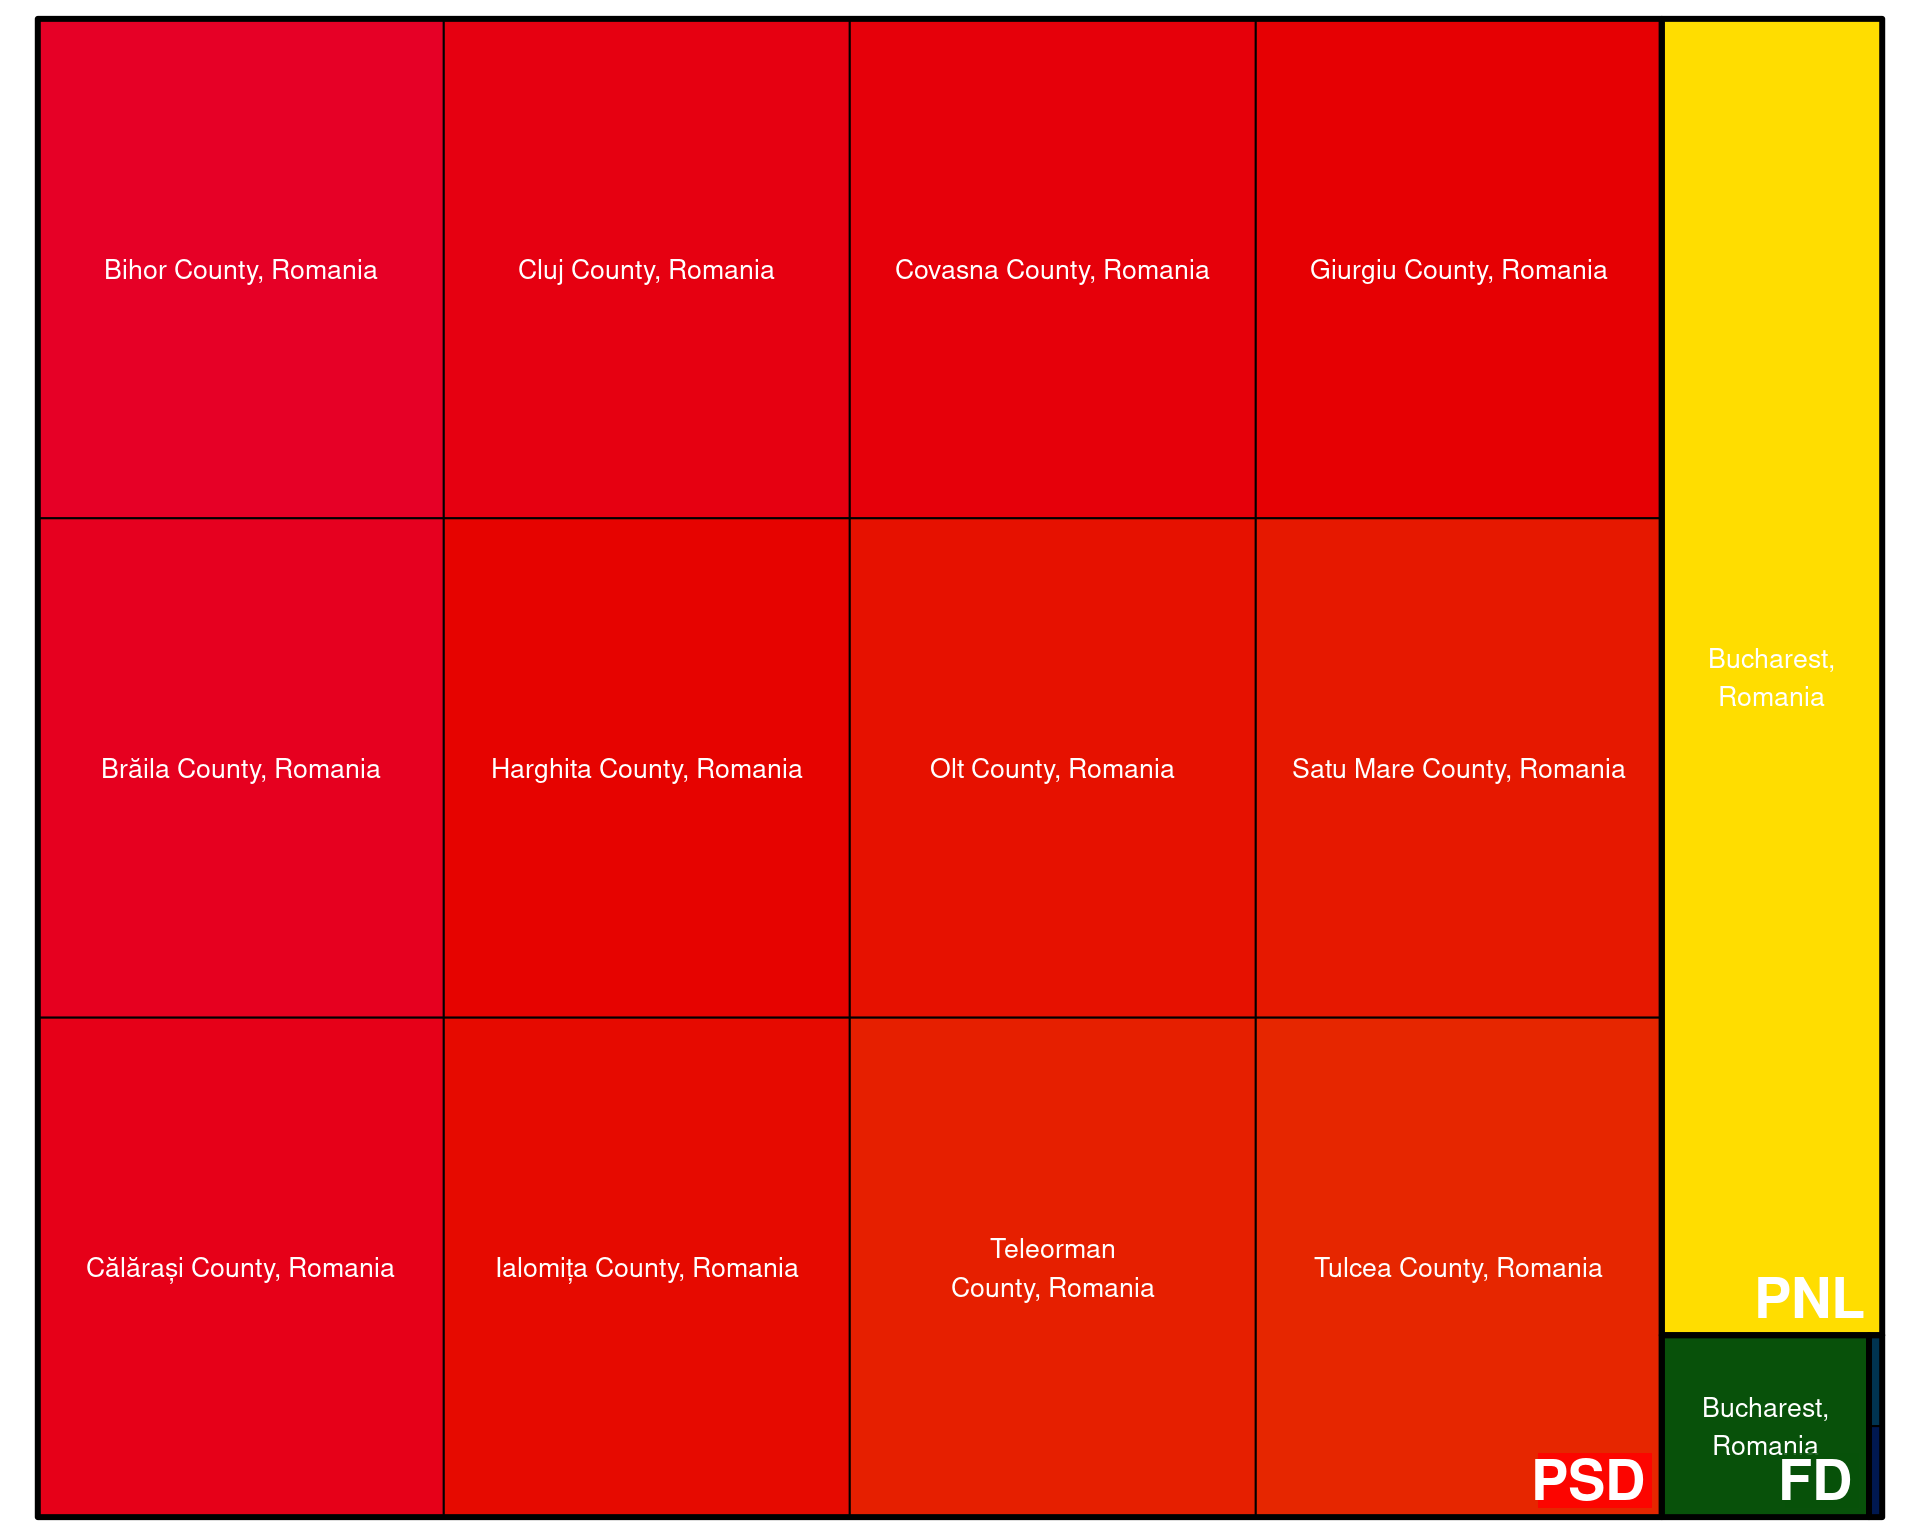 Bihor County, Romania
Cluj County, Romania
Covasna County, Romania
Giurgiu County, Romania
Brăila County, Romania
Harghita County, Romania
Olt County, Romania
Satu Mare County, Romania
Călărași County, Romania
Ialomița County, Romania
Teleorman
County, Romania
Tulcea County, Romania
PSD
Bucharest,
Romania
PNL
Bucharest,
Romania
FD